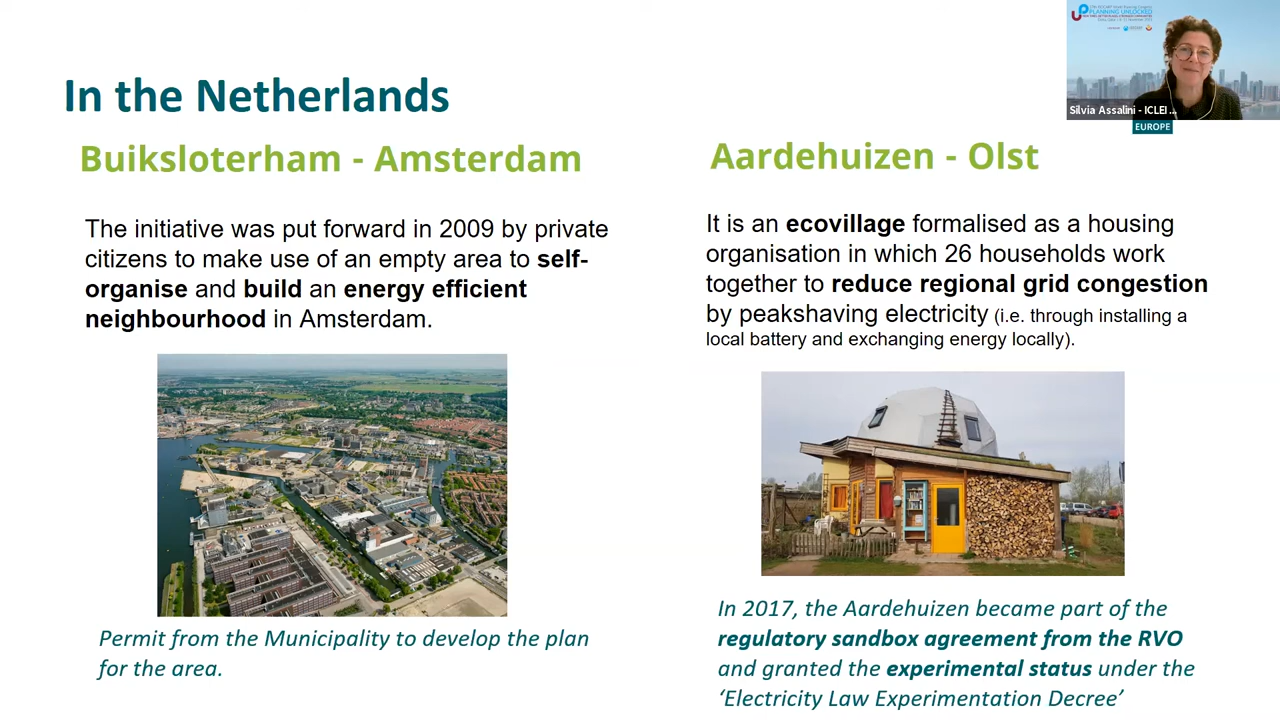 In the Netherlands
Buiksloterham - Amsterdam
The initiative was put forward in 2009 by private
citizens to make use of an empty area to self-
organise and build an energy efficient
neighbourhood in Amsterdam.
Permit from the Municipality to develop the plan
for the area.
Aardehuizen - Olst
It is an ecovillage formalised as a housing
organisation in which 26 households work
together to reduce regional grid congestion
by peakshaving electricity (i.e. through installing a
local battery and exchanging energy locally).
In 2017, the Aardehuizen became part of the
regulatory sandbox agreement from the RVO
and granted the experimental status under the
‘Electricity Law Experimentation Decree’
PLANNING UNLOCKED
Silvia Assalini - ICLEI ...
EUROPE